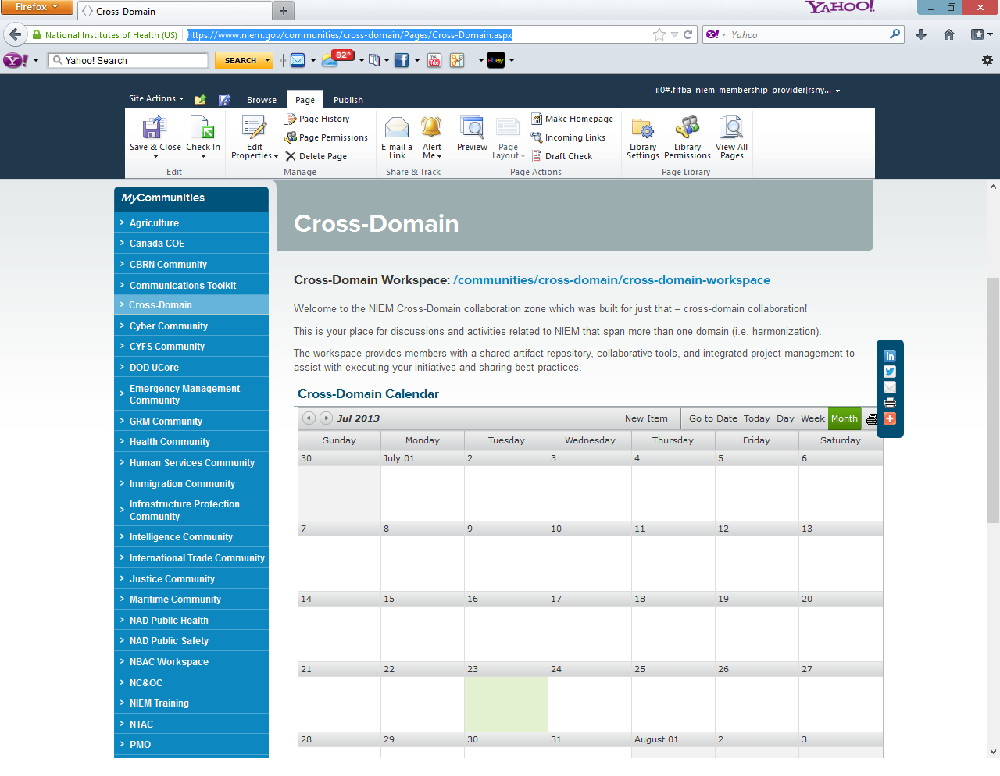 Firefox
Cross-Domain
YAHOO!
National Institutes of Health (US)
https://www.niem.gov/communities/cross-domain/Pages/Cross-Domain.aspx
Yahoo
Y!
Yahoo! Search
SEARCH
82°
You Tube
ebay
Site Actions
Browse
Page
Publish
i:0#.f|fba_niem_membership_provider|rsny...
Save & Close
Check In
Edit
Edit Properties
Page History
Page Permissions
Delete Page
Manage
E-mail a Link
Alert Me
Share & Track
Preview
Page Layout
Make Homepage
Incoming Links
Draft Check
Page Actions
Library Settings
Library Permissions
View All Pages
Page Library
MyCommunities
Agriculture
Canada COE
CBRN Community
Communications Toolkit
Cross-Domain
Cyber Community
CYFS Community
DOD UCore
Emergency Management
Community
GRM Community
Health Community
Human Services Community
Immigration Community
Infrastructure Protection
Community
Intelligence Community
International Trade Community
Justice Community
Maritime Community
NAD Public Health
NAD Public Safety
NBAC Workspace
NC&OC
NIEM Training
NTAC
PMO
Cross-Domain
Cross-Domain Workspace: /communities/cross-domain/cross-domain-workspace
Welcome to the NIEM Cross-Domain collaboration zone which was built for just that – cross-domain collaboration!
This is your place for discussions and activities related to NIEM that span more than one domain (i.e. harmonization).
The workspace provides members with a shared artifact repository, collaborative tools, and integrated project management to
assist with executing your initiatives and sharing best practices.
Cross-Domain Calendar
Jul 2013 New Item Go to Date Today Day Week Month
Sunday Monday Tuesday Wednesday Thursday Friday Saturday
30 July 01 2 3 4 5 6
7 8 9 10 11 12 13
14 15 16 17 18 19 20
21 22 23 24 25 26 27
28 29 30 31 August 01 2 3